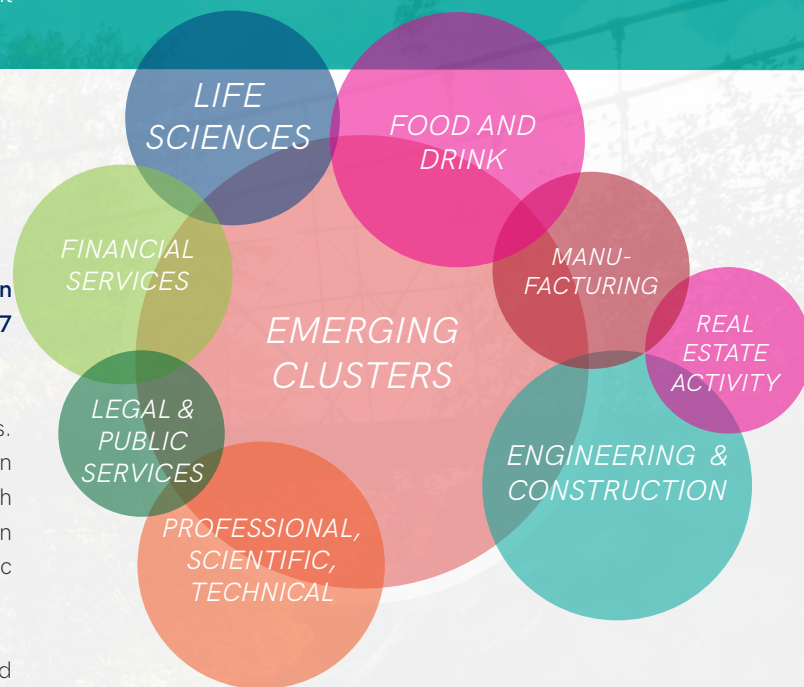 LIFE
SCIENCES
FOOD AND
DRINK
FINANCIAL
SERVICES
MANU-
FACTURING
n
7
REAL
ESTATE
ACTIVITY
EMERGING
CLUSTERS
LEGAL &
PUBLIC
SERVICES
s.
n
h
n
c
ENGINEERING &
CONSTRUCTION
PROFESSIONAL,
SCIENTIFIC,
TECHNICAL
d